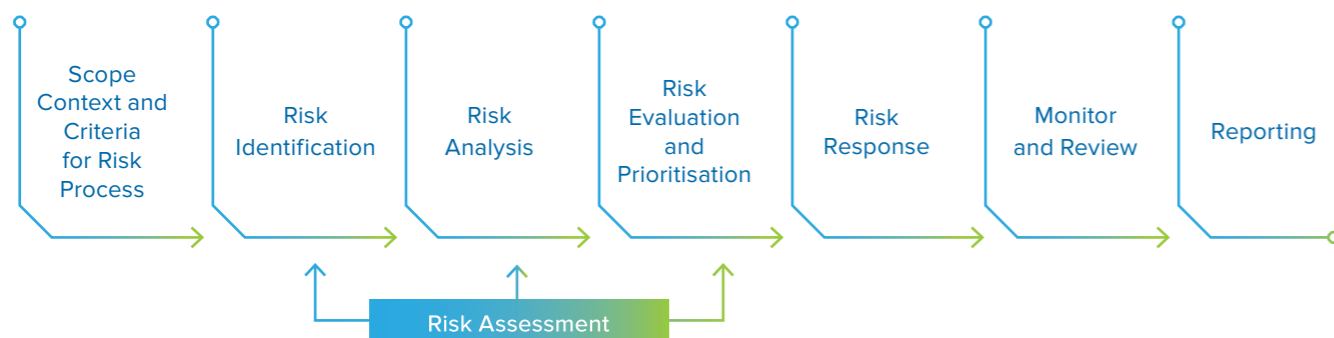 Scope
Context and
Criteria
for Risk
Process
Risk
Identification
Risk
Analysis
Risk
Evaluation
and
Prioritisation
Risk
Response
Monitor
and Review
Reporting
Risk Assessment